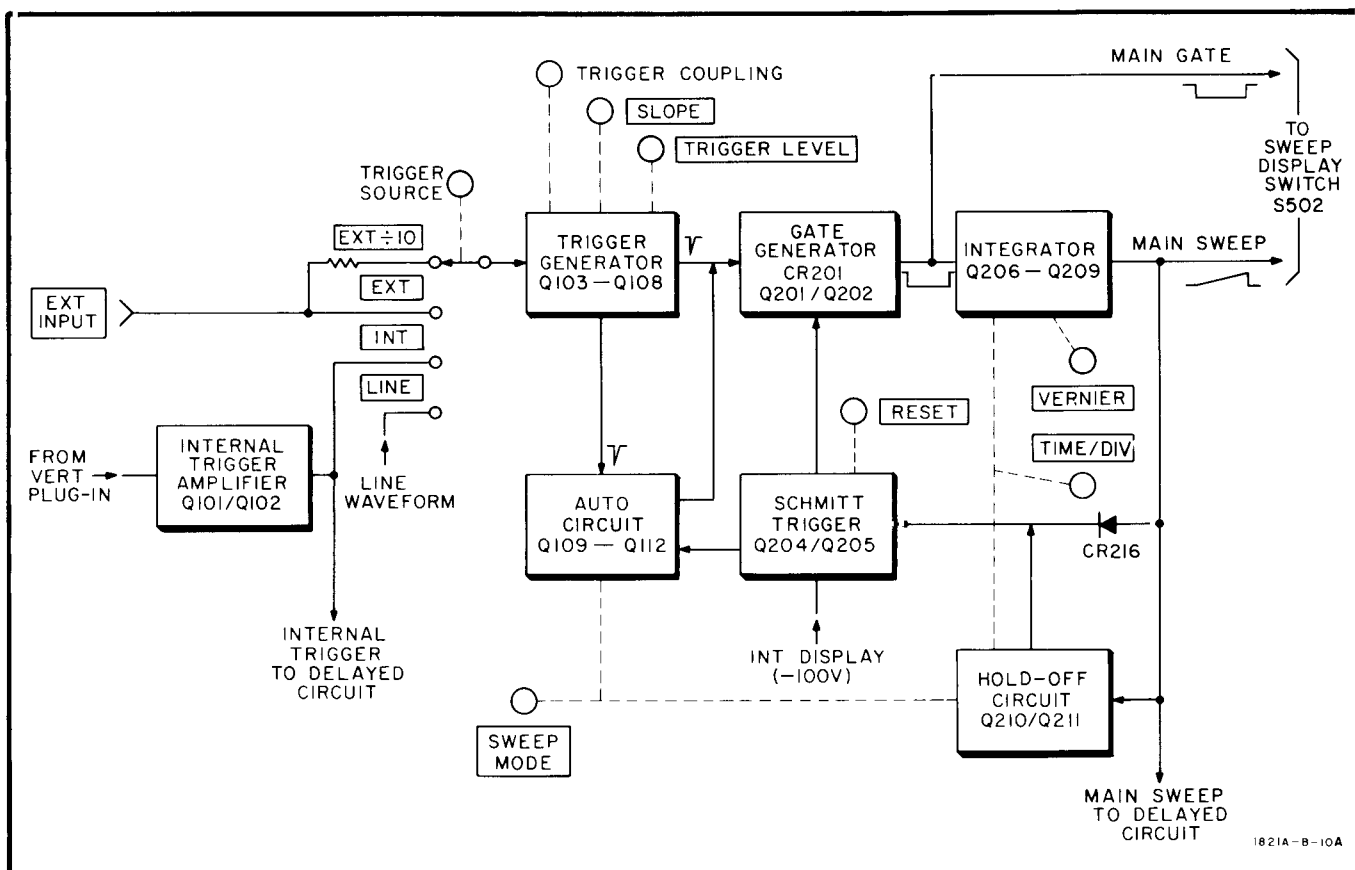 MAIN GATE
TRIGGER COUPLING
SLOPE
TRIGGER LEVEL
TO
SWEEP
DISPLAY
SWITCH
S502
TRIGGER
SOURCE
EXT÷10
TRIGGER
GENERATOR
Q103—Q108
GATE
GENERATOR
CR201
Q201/Q202
INTEGRATOR
Q206—Q209
MAIN SWEEP
EXT
INPUT
EXT
INT
LINE
FROM
VERT
PLUG-IN
INTERNAL
TRIGGER
AMPLIFIER
Q101/Q102
LINE
WAVEFORM
RESET
VERNIER
TIME/DIV
AUTO
CIRCUIT
Q109—Q112
SCHMITT
TRIGGER
Q204/Q205
CR216
INTERNAL
TRIGGER
TO DELAYED
CIRCUIT
INT DISPLAY
(-100V)
HOLD-OFF
CIRCUIT
Q210/Q211
SWEEP
MODE
MAIN SWEEP
TO DELAYED
CIRCUIT
1821A-B-10A